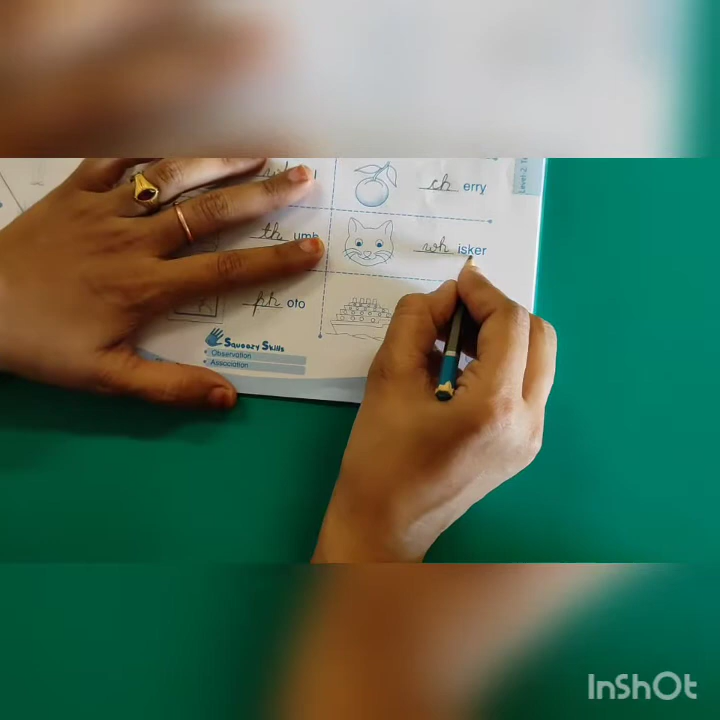 ch erry
th umb
wh isker
ph oto
Squeezy Skills
• Observation
• Association
InShOt